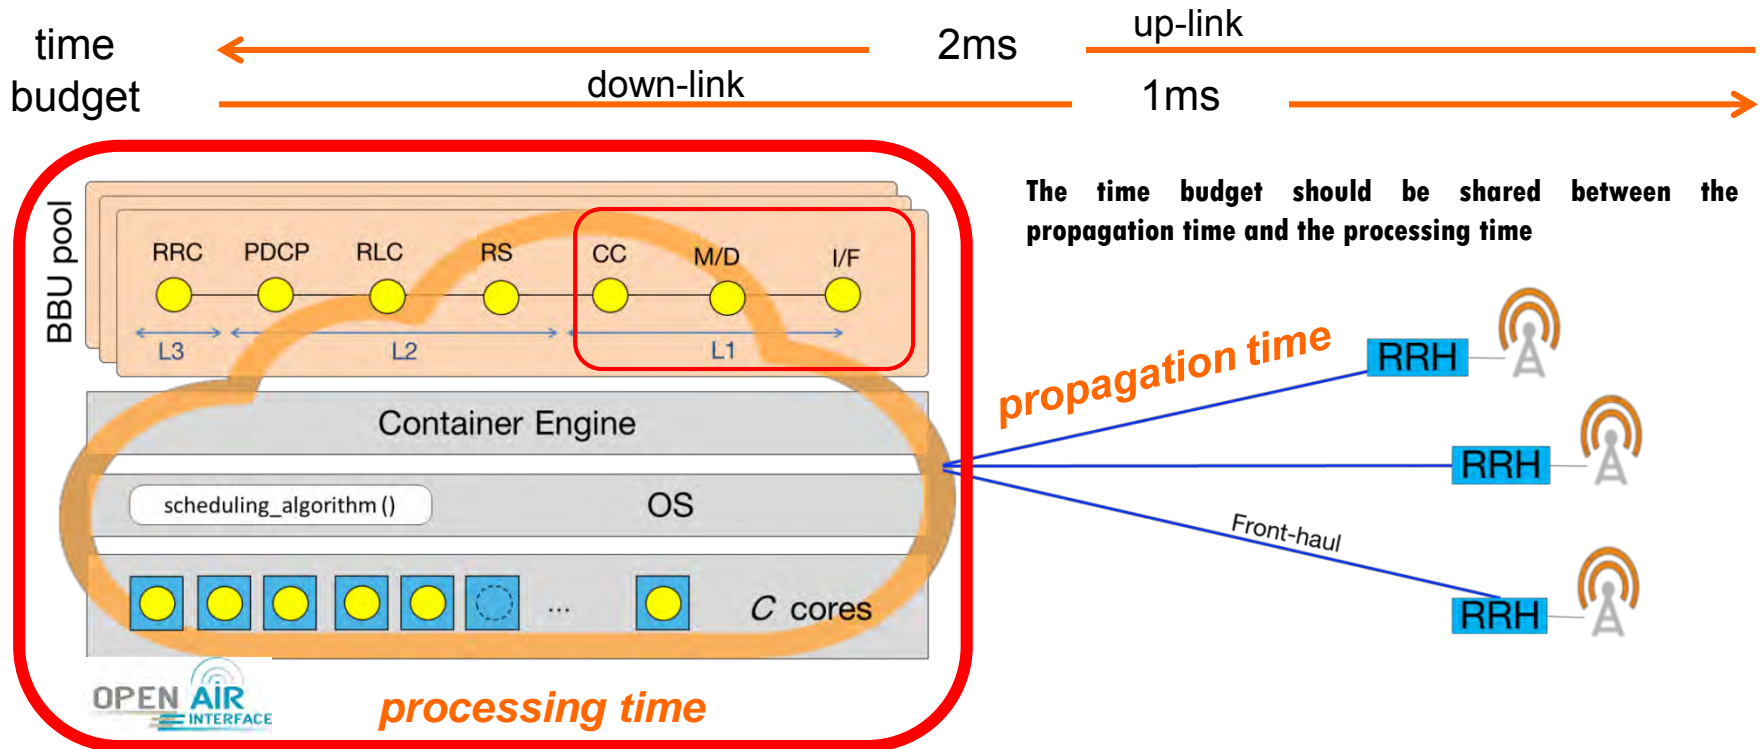 time
budget
2ms
up-link
down-link
1ms
The time budget should be shared between the
propagation time and the processing time
BBU pool
RRC PDCP RLC RS CC M/D I/F
L3 L2 L1
Container Engine
scheduling_algorithm () OS
... C cores
OPEN AIR
INTERFACE
processing time
propagation time
RRH
RRH
Front-haul
RRH